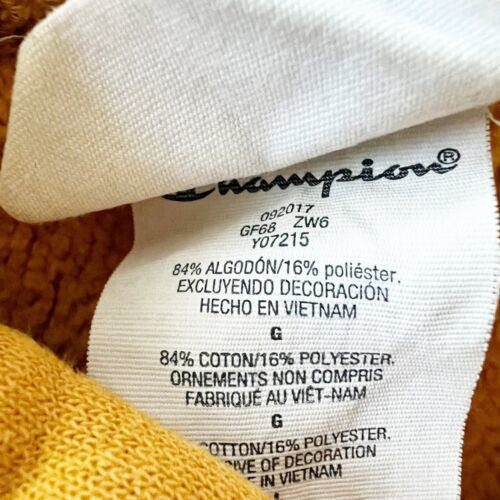 Champion®
092017
GF68 ZW6
Y07215
84% ALGODÓN/16% poliéster.
EXCLUYENDO DECORACIÓN
HECHO EN VIETNAM
G
84% COTON/16% POLYESTER.
ORNEMENTS NON COMPRIS
FABRIQUÉ AU VIÊT-NAM
G
COTTON/16% POLYESTER.
OF DECORATION
IN VIETNAM